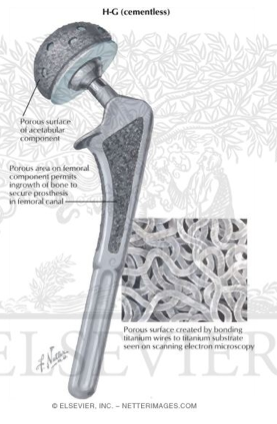 H-G (cementless)
Porous surface
of acetabular
component
Porous area on femoral
component permits
ingrowth of bone to
secure prosthesis
in femoral canal
Porous surface created by bonding
titanium wires to titanium substrate
seen on scanning electron microscopy
ELSEVIER
F. Netter
© ELSEVIER, INC. – NETTERIMAGES.COM